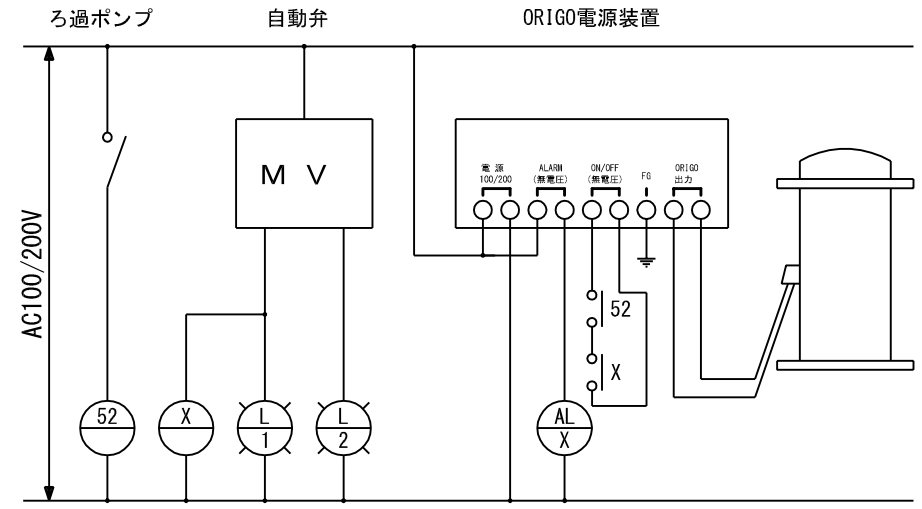 ろ過ポンプ
自動弁
ORIGO電源装置
AC100/200V
MV
電源
100/200
ALARM
(無電圧)
ON/OFF
(無電圧)
FG
ORIGO
出力
52
X
52
X
L
1
L
2
AL
X